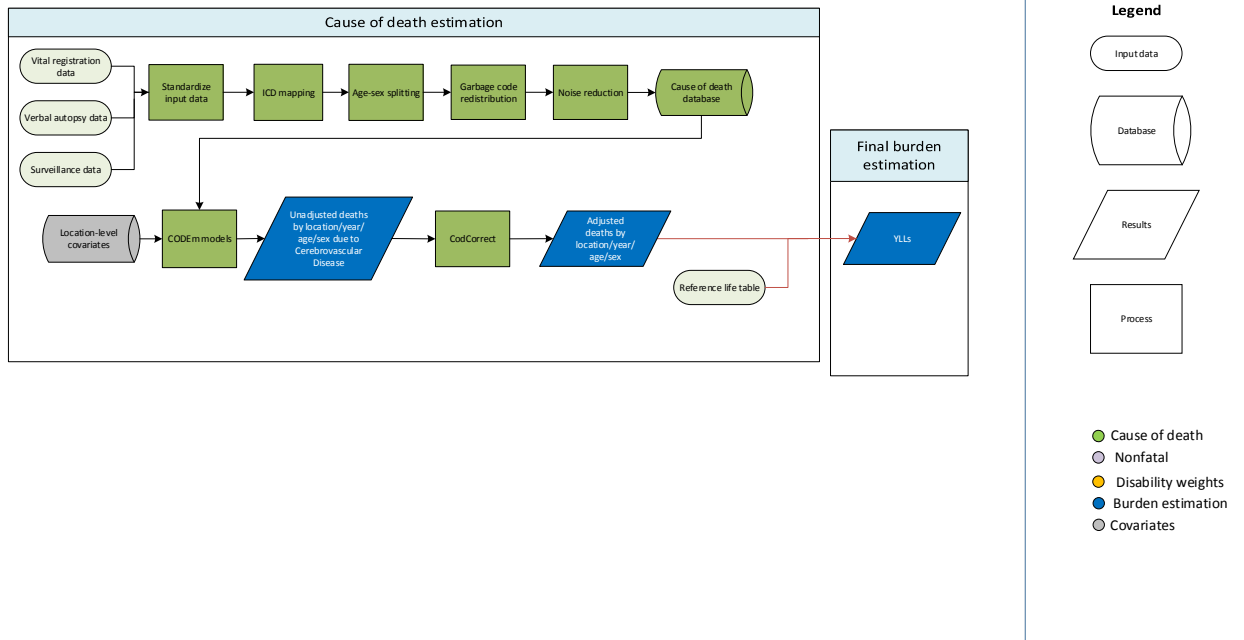 Cause of death estimation
Vital registration
data
Verbal autopsy data
Surveillance data
Standardize
input data
ICD mapping
Age-sex splitting
Garbage code
redistribution
Noise reduction
Cause of death
database
Location-level
covariates
CODEm models
Unadjusted deaths
by location/year/
age/sex due to
Cerebrovascular
Disease
CodCorrect
Adjusted
deaths by
location/year/
age/sex
Reference life table
Final burden
estimation
YLLs
Legend
Input data
Database
Results
Process
Cause of death
Nonfatal
Disability weights
Burden estimation
Covariates